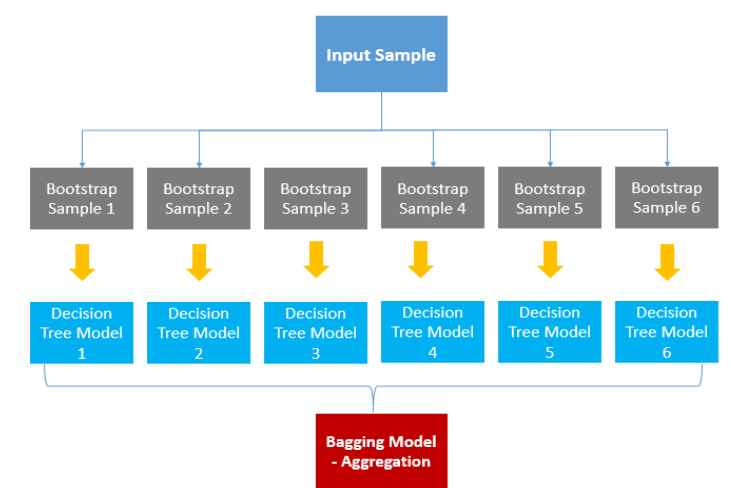 Input Sample
Bootstrap
Sample 1
Bootstrap
Sample 2
Bootstrap
Sample 3
Bootstrap
Sample 4
Bootstrap
Sample 5
Bootstrap
Sample 6
Decision
Tree Model
1
Decision
Tree Model
2
Decision
Tree Model
3
Decision
Tree Model
4
Decision
Tree Model
5
Decision
Tree Model
6
Bagging Model
- Aggregation